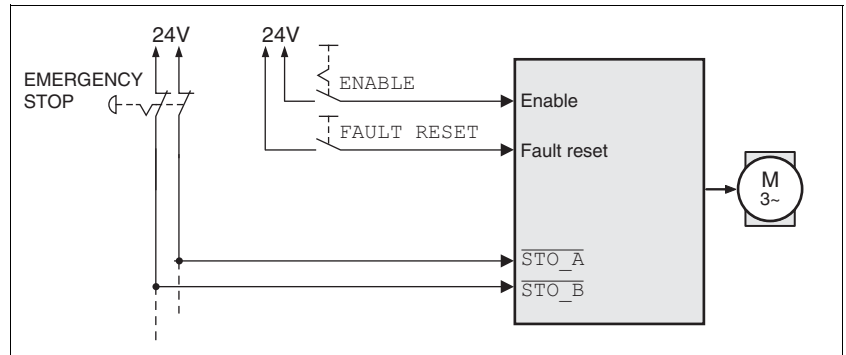 24V
24V
EMERGENCY
STOP
ENABLE
Enable
FAULT RESET
Fault reset
M
3~
STO_A
STO_B